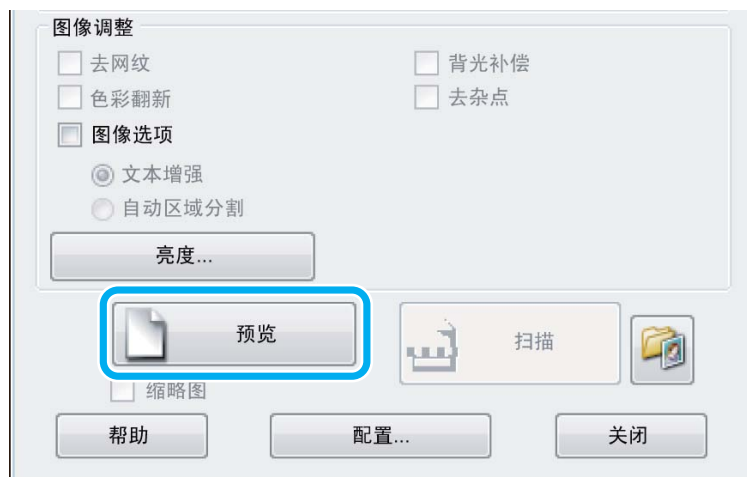 图像调整
去网纹
背光补偿
色彩翻新
去杂点
图像选项
文本增强
自动区域分割
亮度...
预览
扫描
缩略图
帮助
配置...
关闭